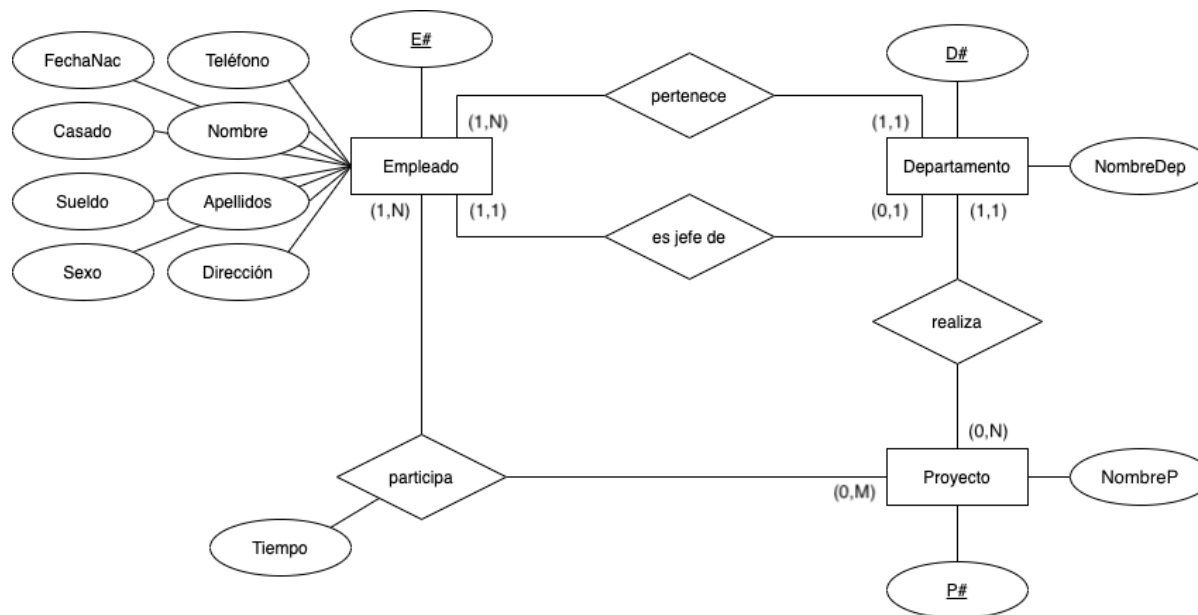 E#
FechaNac
Teléfono
D#
pertenece
Casado
Nombre
(1,N)
(1,1)
Empleado
Departamento
NombreDep
Sueldo
Apellidos
(1,N)
(1,1)
(0,1)
(1,1)
es jefe de
Sexo
Dirección
realiza
(0,N)
participa
Proyecto
NombreP
(0,M)
Tiempo
P#